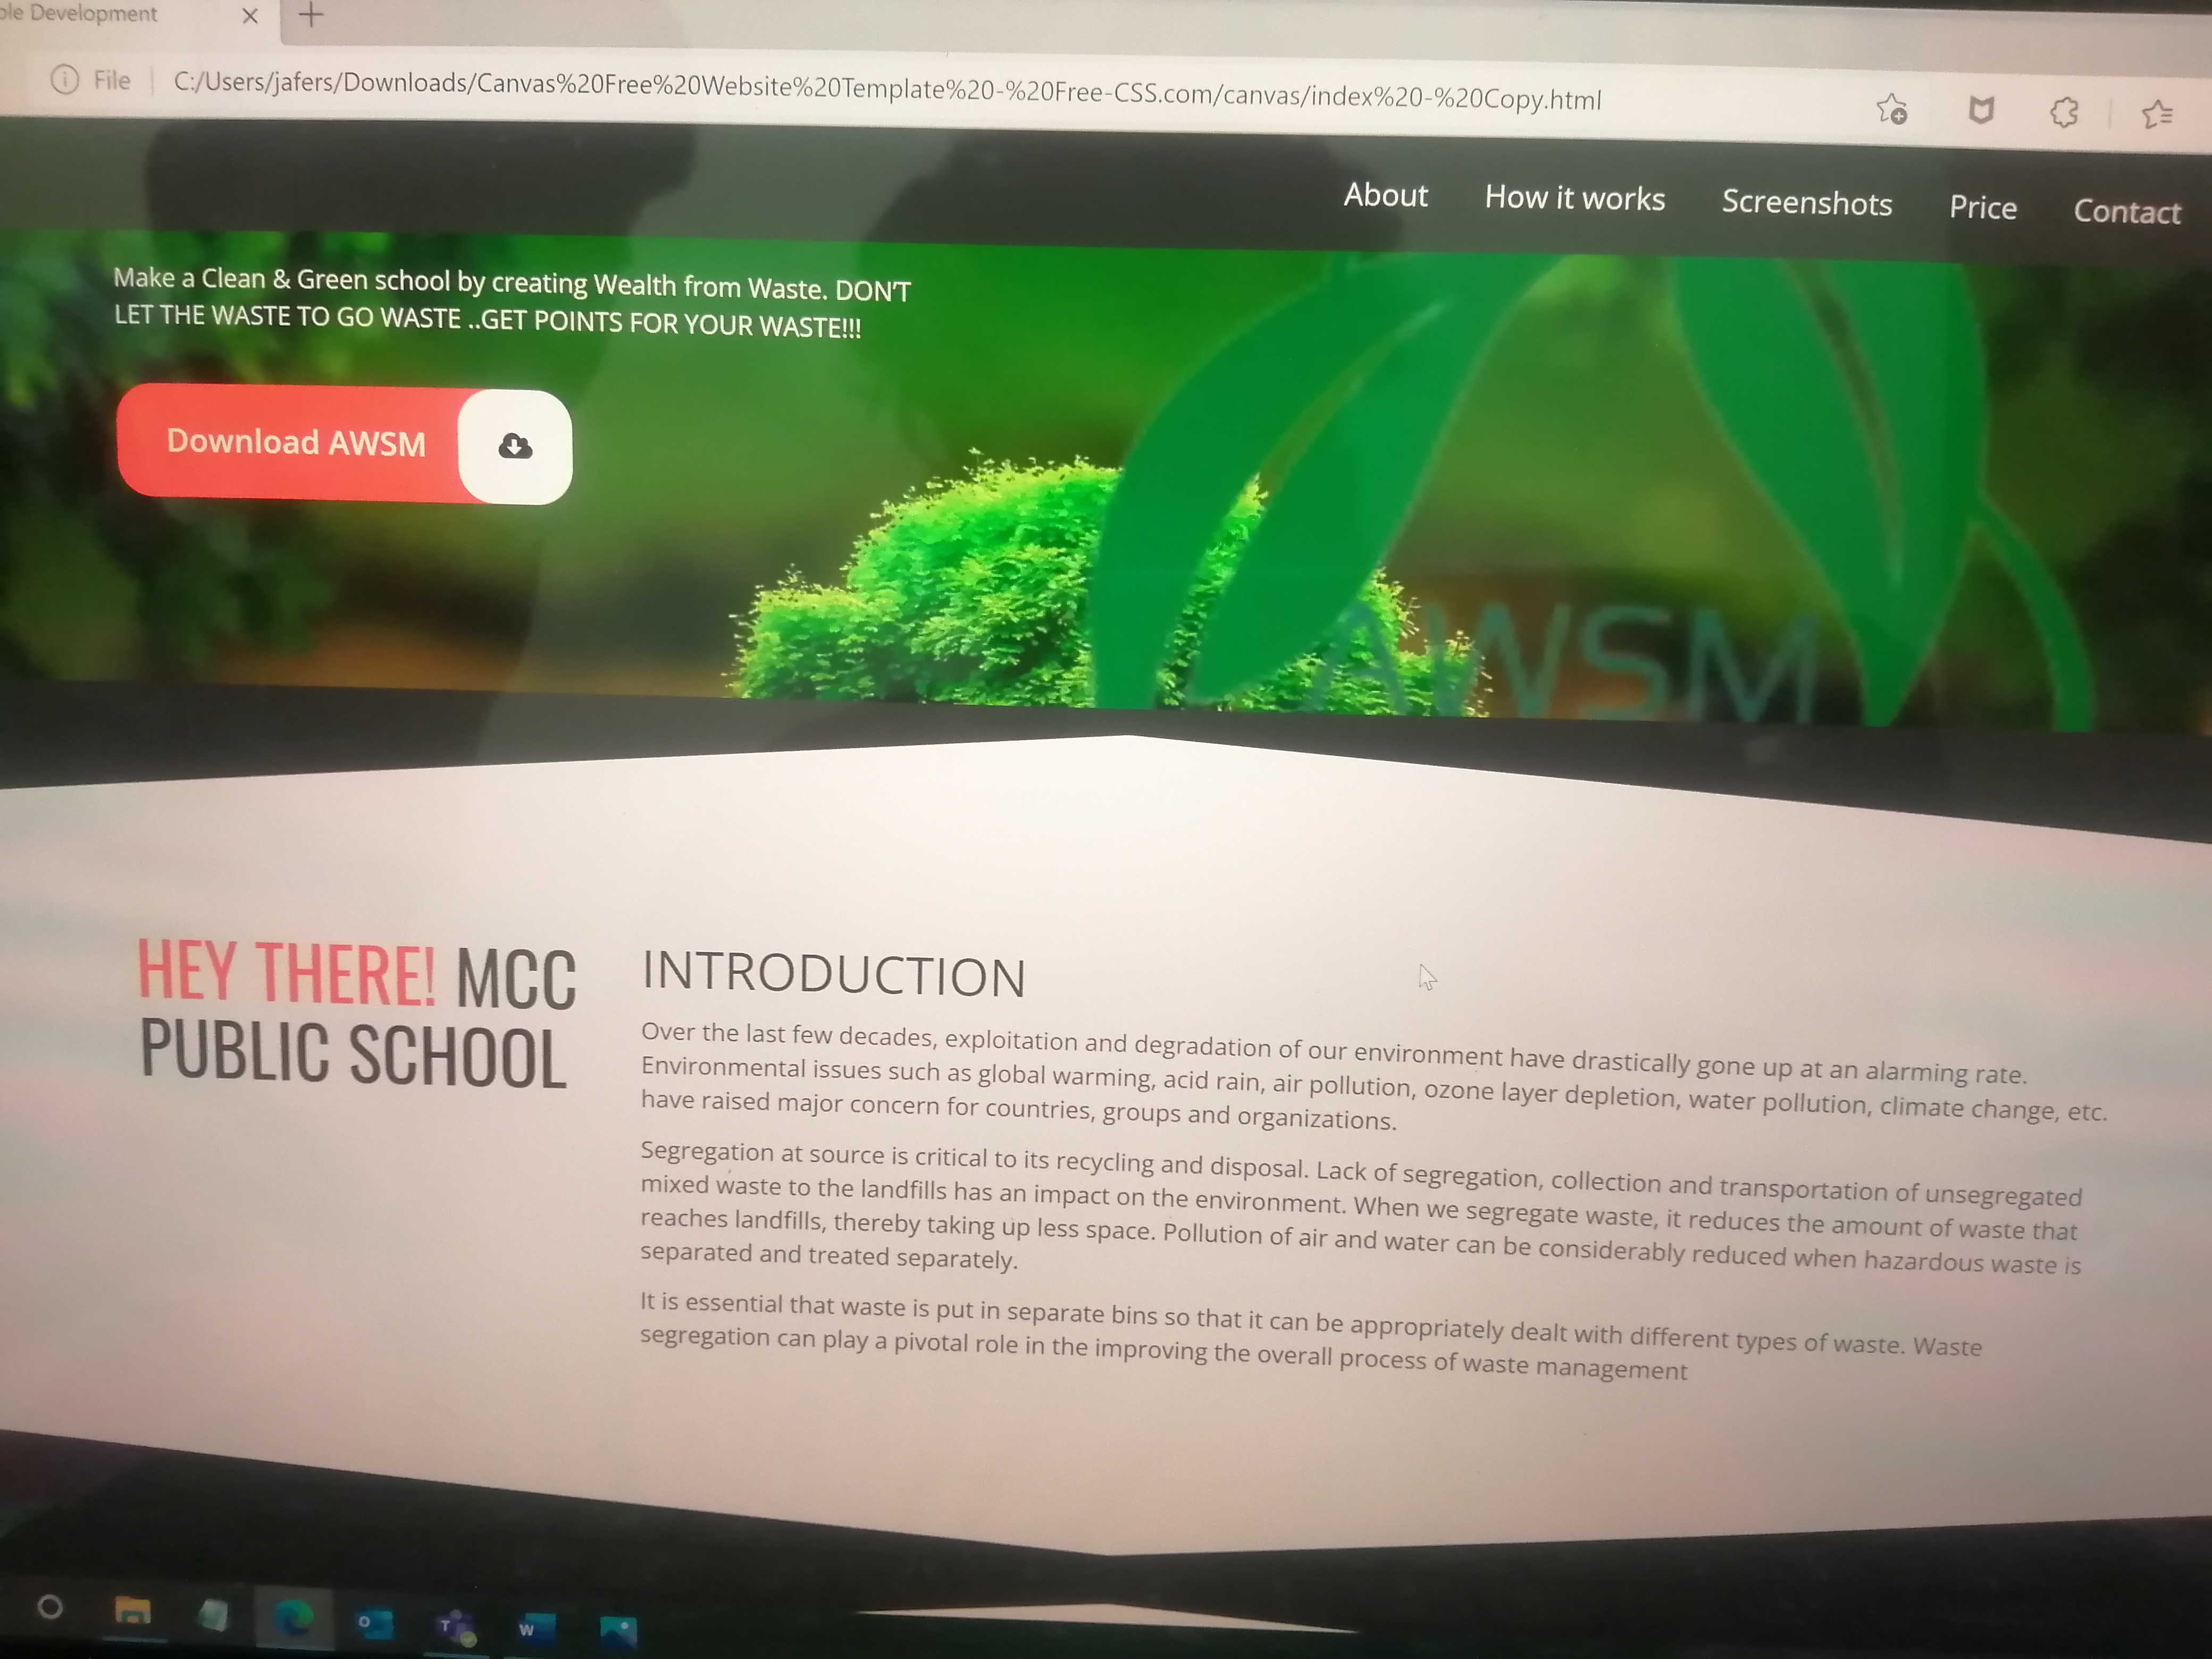 ole Development
File
C:/Users/jafers/Downloads/Canvas%20Free%20Website%20Template%20-%20Free-CSS.com/canvas/index%20-%20Copy.html
About How it works Screenshots Price Contact
Make a Clean & Green school by creating Wealth from Waste. DON'T
LET THE WASTE TO GO WASTE ..GET POINTS FOR YOUR WASTE!!!
Download AWSM
AWSM
HEY THERE! MCC
PUBLIC SCHOOL
INTRODUCTION
Over the last few decades, exploitation and degradation of our environment have drastically gone up at an alarming rate.
Environmental issues such as global warming, acid rain, air pollution, ozone layer depletion, water pollution, climate change, etc.
have raised major concern for countries, groups and organizations.
Segregation at source is critical to its recycling and disposal. Lack of segregation, collection and transportation of unsegregated
mixed waste to the landfills has an impact on the environment. When we segregate waste, it reduces the amount of waste that
reaches landfills, thereby taking up less space. Pollution of air and water can be considerably reduced when hazardous waste is
separated and treated separately.
It is essential that waste is put in separate bins so that it can be appropriately dealt with different types of waste. Waste
segregation can play a pivotal role in the improving the overall process of waste management